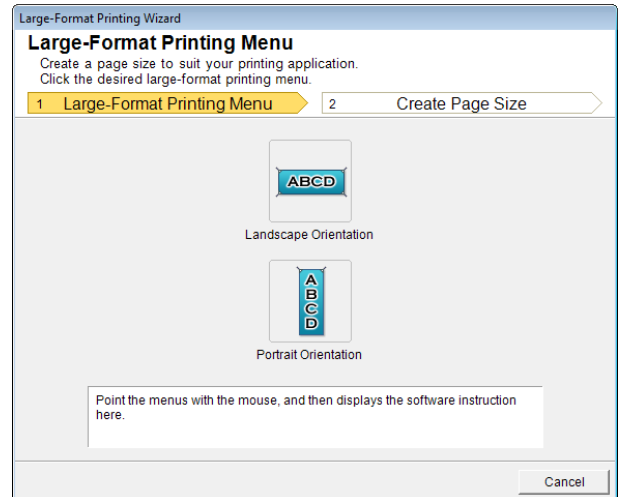 Large-Format Printing Wizard
Large-Format Printing Menu
Create a page size to suit your printing application.
Click the desired large-format printing menu.
1 Large-Format Printing Menu 2 Create Page Size
ABCD
Landscape Orientation
A
B
C
D
Portrait Orientation
Point the menus with the mouse, and then displays the software instruction
here.
Cancel